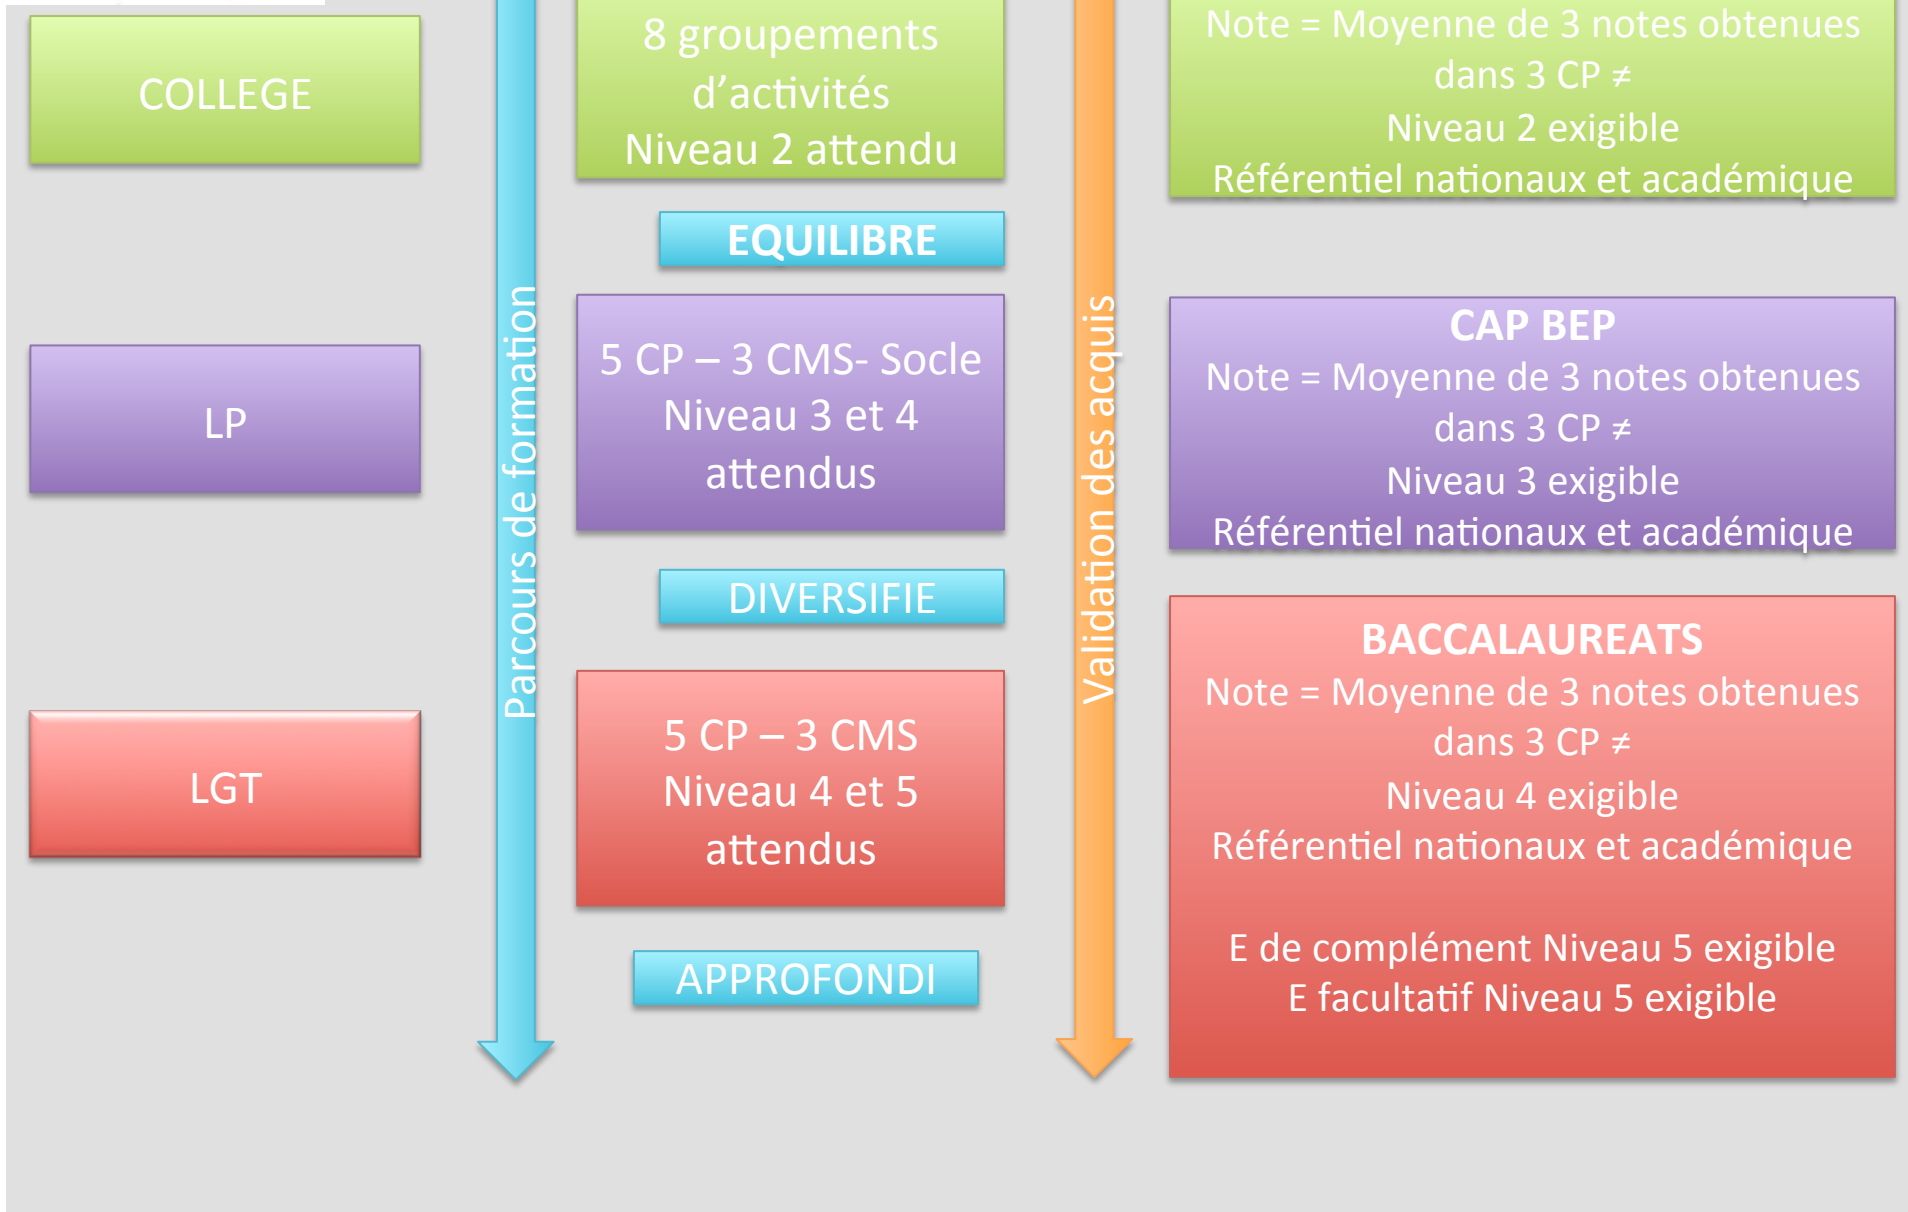 COLLEGE
LP
LGT
Parcours de formation
8 groupements
d’activités
Niveau 2 attendu
EQUILIBRE
5 CP – 3 CMS- Socle
Niveau 3 et 4
attendus
DIVERSIFIE
5 CP – 3 CMS
Niveau 4 et 5
attendus
APPROFONDI
Validation des acquis
Note = Moyenne de 3 notes obtenues
dans 3 CP ≠
Niveau 2 exigible
Référentiel nationaux et académique
CAP BEP
Note = Moyenne de 3 notes obtenues
dans 3 CP ≠
Niveau 3 exigible
Référentiel nationaux et académique
BACCALAUREATS
Note = Moyenne de 3 notes obtenues
dans 3 CP ≠
Niveau 4 exigible
Référentiel nationaux et académique
E de complément Niveau 5 exigible
E facultatif Niveau 5 exigible